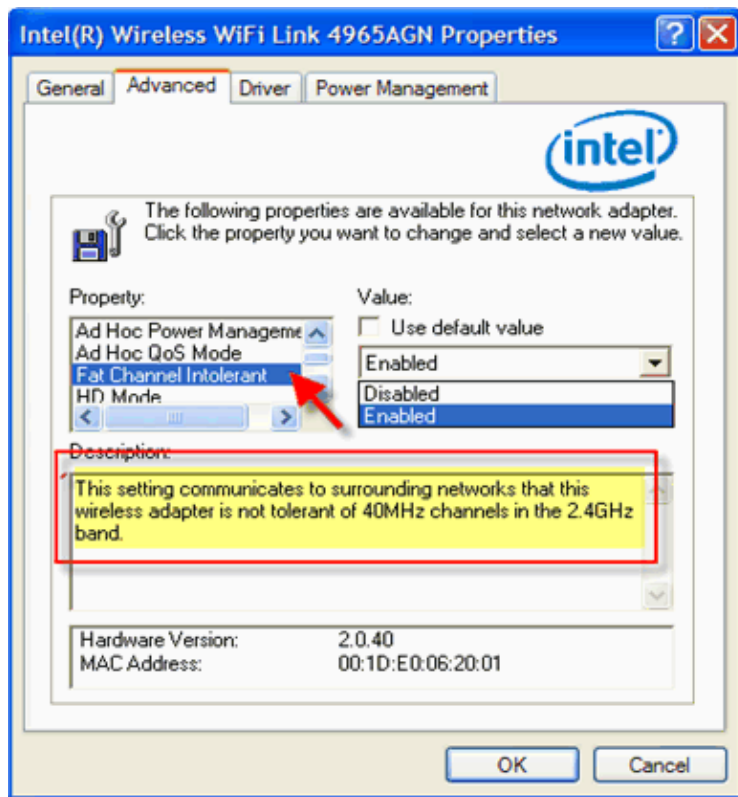 Intel(R) Wireless WiFi Link 4965AGN Properties
General Advanced Driver Power Management
intel
The following properties are available for this network adapter.
Click the property you want to change and select a new value.
Property:
Value:
Ad Hoc Power Manageme
Ad Hoc QoS Mode
Fat Channel Intolerant
HD Mode
Use default value
Enabled
Disabled
Enabled
Description:
This setting communicates to surrounding networks that this
wireless adapter is not tolerant of 40MHz channels in the 2.4GHz
band.
Hardware Version: 2.0.40
MAC Address: 00:1D:E0:06:20:01
OK Cancel